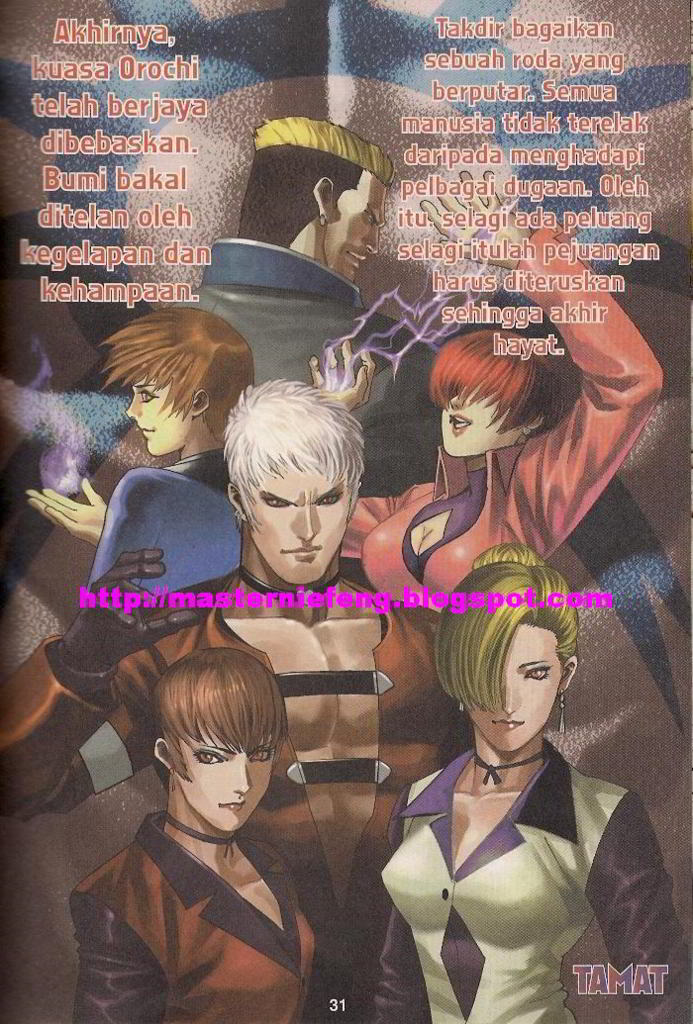 Akhirnya,
kuasa Orochi
telah berjaya
dibebaskan.
Bumi bakal
ditelan oleh
kegelapan dan
kehampaan.
Takdir bagaikan
sebuah roda yang
berputar. Semua
manusia tidak terelak
daripada menghadapi
pelbagai dugaan. Oleh
itu, selagi ada peluang
selagi itulah pejuangan
harus diteruskan
sehingga akhir
hayat.
http://masterniefeng.blogspot.com
TAMAT
31